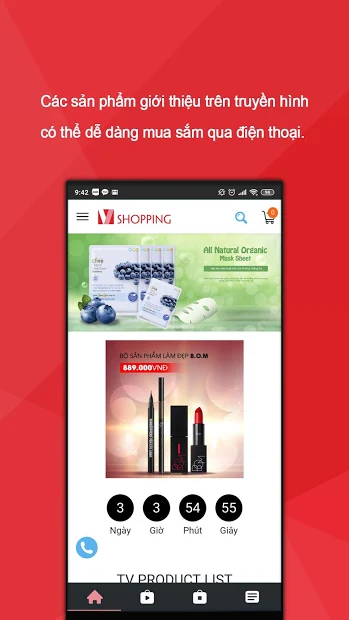 Các sản phẩm giới thiệu trên truyền hình
có thể dễ dàng mua sắm qua điện thoại.
9:42
SHOPPING
0
All Natural Organic
Mask Sheet
BỘ SẢN PHẨM LÀM ĐẸP B.O.M
889.000VNĐ
3 3 54 55
Ngày Giờ Phút Giây
TV PRODUCT LIST